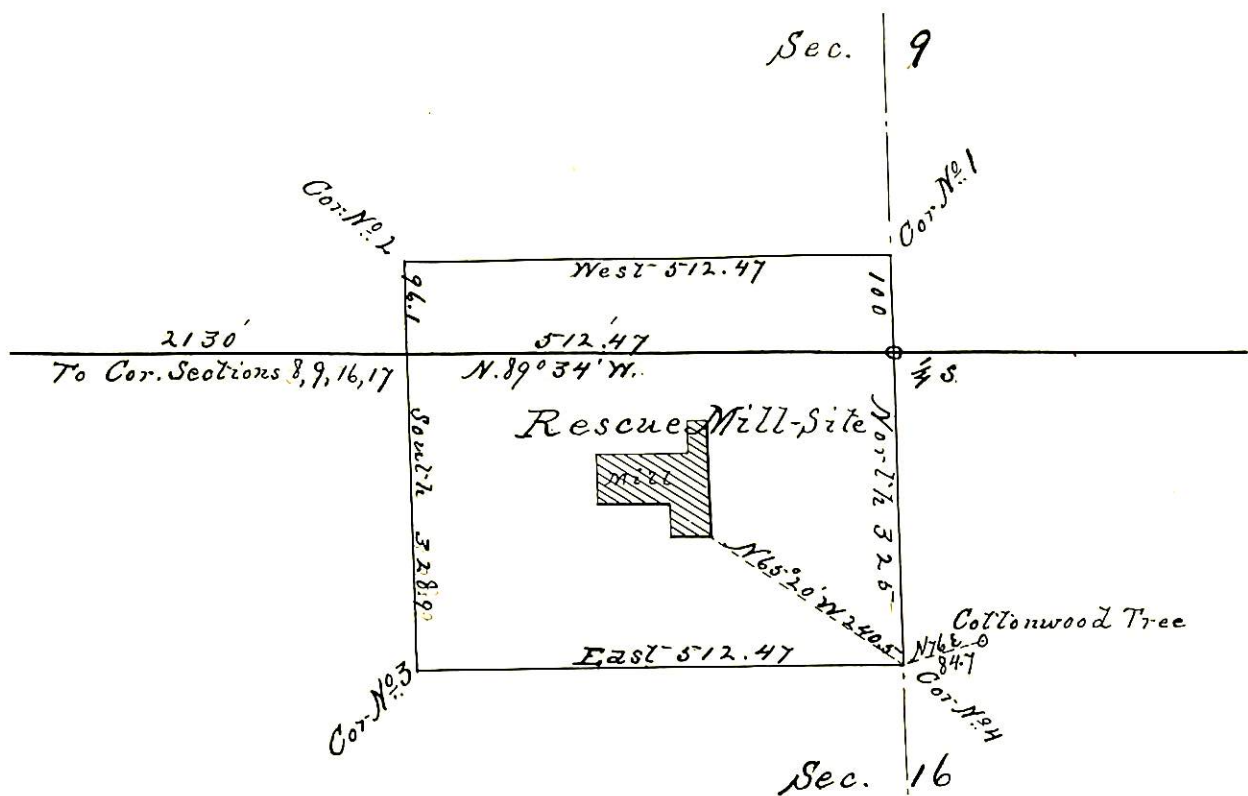 Sec. 9
Cor. No. 2
Cor. No. 1
West 512.47
96.1
100
2130'
512.'47
To Cor. Sections 8, 9, 16, 17
N. 89° 34' W.
1/4 S.
Rescue Mill-Site
Mill
South 328.90
North 325
N 65° 20' W 240.5
Cottonwood Tree
N 76 E
84.7
East 512.47
Cor. No. 3
Cor. No. 4
Sec. 16